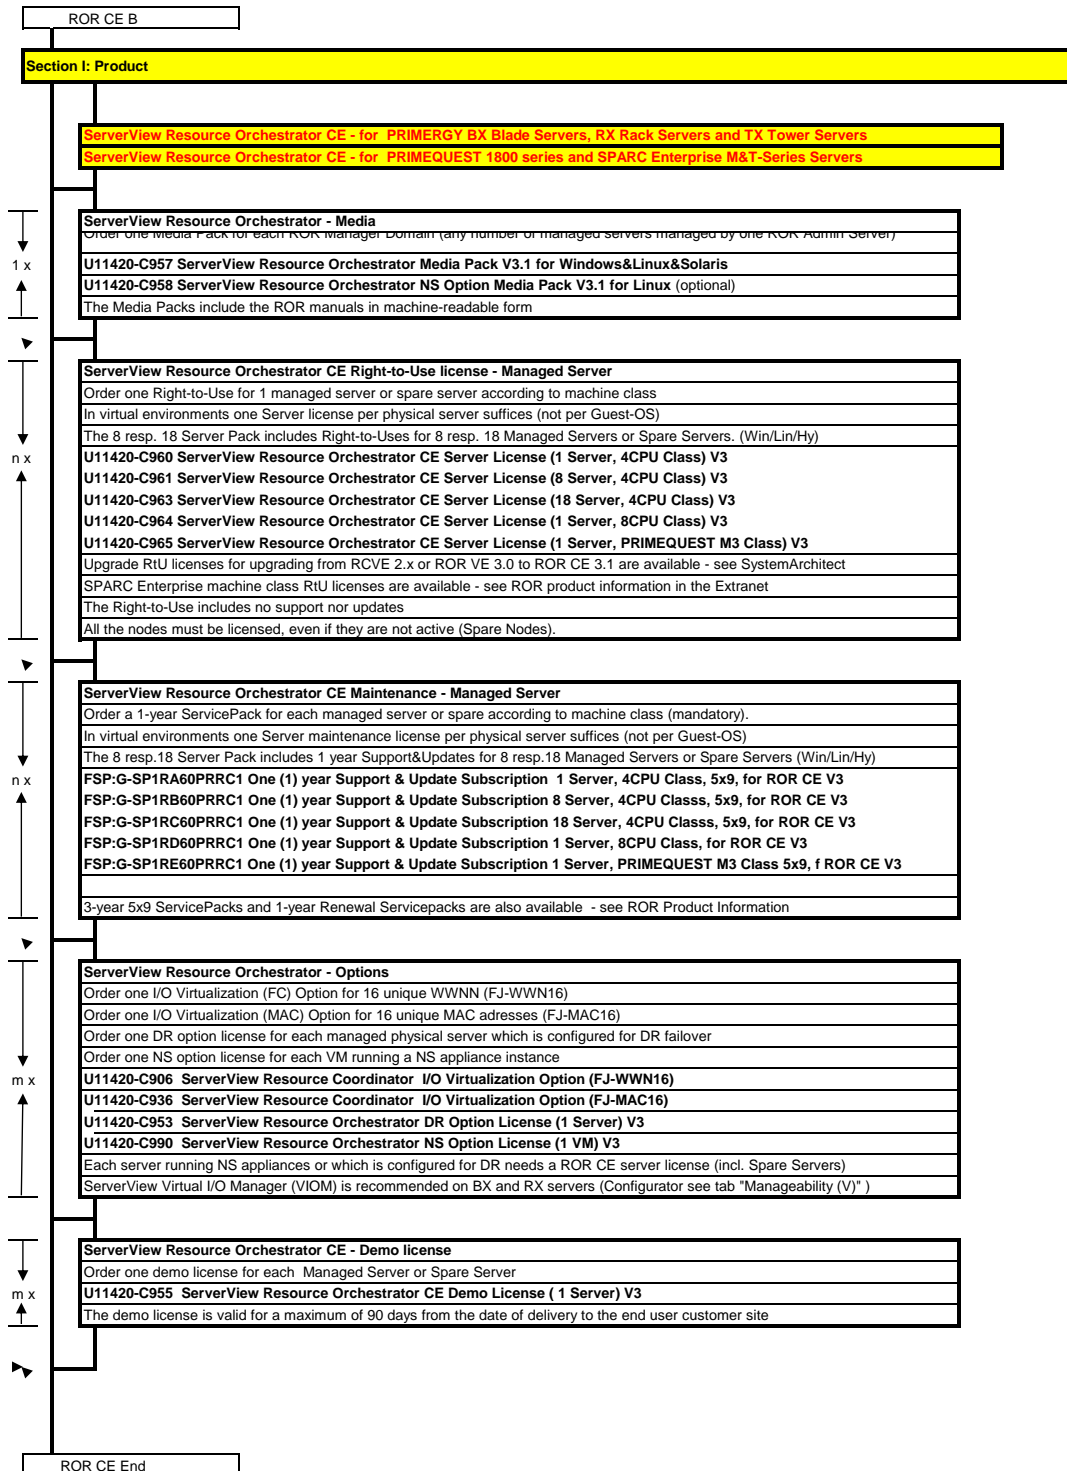 ROR CE B
Section I: Product
ServerView Resource Orchestrator CE - for  PRIMERGY BX Blade Servers, RX Rack Servers and TX Tower Servers
ServerView Resource Orchestrator CE - for  PRIMEQUEST 1800 series and SPARC Enterprise M&T-Series Servers
ServerView Resource Orchestrator - Media
Order one Media Pack for each ROR Manager Domain (any number of managed servers managed by one ROR Admin Server)
1 x
U11420-C957 ServerView Resource Orchestrator Media Pack V3.1 for Windows&Linux&Solaris
U11420-C958 ServerView Resource Orchestrator NS Option Media Pack V3.1 for Linux (optional)
The Media Packs include the ROR manuals in machine-readable form
ServerView Resource Orchestrator CE Right-to-Use license - Managed Server
Order one Right-to-Use for 1 managed server or spare server according to machine class
In virtual environments one Server license per physical server suffices (not per Guest-OS)
The 8 resp. 18 Server Pack includes Right-to-Uses for 8 resp. 18 Managed Servers or Spare Servers. (Win/Lin/Hy)
n x
U11420-C960 ServerView Resource Orchestrator CE Server License (1 Server, 4CPU Class) V3
U11420-C961 ServerView Resource Orchestrator CE Server License (8 Server, 4CPU Class) V3
U11420-C963 ServerView Resource Orchestrator CE Server License (18 Server, 4CPU Class) V3
U11420-C964 ServerView Resource Orchestrator CE Server License (1 Server, 8CPU Class) V3
U11420-C965 ServerView Resource Orchestrator CE Server License (1 Server, PRIMEQUEST M3 Class) V3
Upgrade RtU licenses for upgrading from RCVE 2.x or ROR VE 3.0 to ROR CE 3.1 are available - see SystemArchitect
SPARC Enterprise machine class RtU licenses are available - see ROR product information in the Extranet
The Right-to-Use includes no support nor updates
All the nodes must be licensed, even if they are not active (Spare Nodes).
ServerView Resource Orchestrator CE Maintenance - Managed Server
Order a 1-year ServicePack for each managed server or spare according to machine class (mandatory).
In virtual environments one Server maintenance license per physical server suffices (not per Guest-OS)
The 8 resp.18 Server Pack includes 1 year Support&Updates for 8 resp.18 Managed Servers or Spare Servers (Win/Lin/Hy)
n x
FSP:G-SP1RA60PRRC1 One (1) year Support & Update Subscription  1 Server, 4CPU Class, 5x9, for ROR CE V3
FSP:G-SP1RB60PRRC1 One (1) year Support & Update Subscription 8 Server, 4CPU Classs, 5x9, for ROR CE V3
FSP:G-SP1RC60PRRC1 One (1) year Support & Update Subscription 18 Server, 4CPU Classs, 5x9, for ROR CE V3
FSP:G-SP1RD60PRRC1 One (1) year Support & Update Subscription 1 Server, 8CPU Class, for ROR CE V3
FSP:G-SP1RE60PRRC1 One (1) year Support & Update Subscription 1 Server, PRIMEQUEST M3 Class 5x9, f ROR CE V3
3-year 5x9 ServicePacks and 1-year Renewal Servicepacks are also available  - see ROR Product Information
ServerView Resource Orchestrator - Options
Order one I/O Virtualization (FC) Option for 16 unique WWNN (FJ-WWN16)
Order one I/O Virtualization (MAC) Option for 16 unique MAC adresses (FJ-MAC16)
Order one DR option license for each managed physical server which is configured for DR failover
Order one NS option license for each VM running a NS appliance instance
m x
U11420-C906  ServerView Resource Coordinator  I/O Virtualization Option (FJ-WWN16)
U11420-C936  ServerView Resource Coordinator  I/O Virtualization Option (FJ-MAC16)
U11420-C953  ServerView Resource Orchestrator DR Option License (1 Server) V3
U11420-C990  ServerView Resource Orchestrator NS Option License (1 VM) V3
Each server running NS appliances or which is configured for DR needs a ROR CE server license (incl. Spare Servers)
ServerView Virtual I/O Manager (VIOM) is recommended on BX and RX servers (Configurator see tab "Manageability (V)" )
ServerView Resource Orchestrator CE - Demo license
Order one demo license for each  Managed Server or Spare Server
m x
U11420-C955  ServerView Resource Orchestrator CE Demo License ( 1 Server) V3
The demo license is valid for a maximum of 90 days from the date of delivery to the end user customer site
ROR CE End